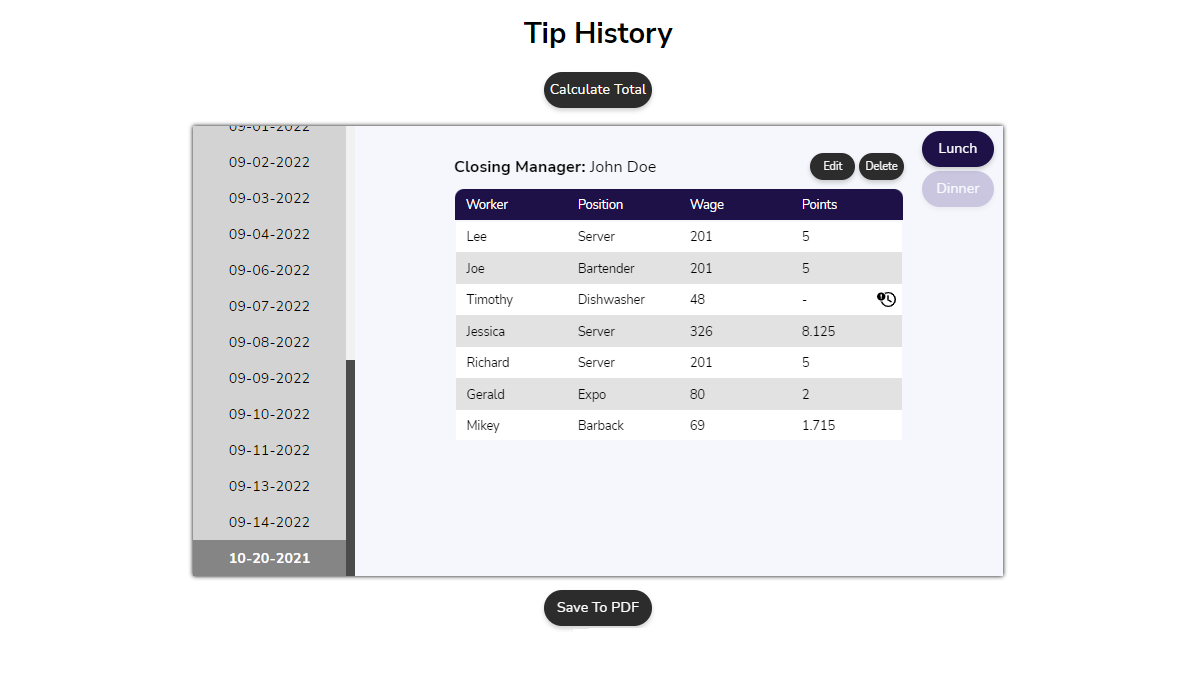 Tip History
Calculate Total
09-01-2022
09-02-2022
09-03-2022
09-04-2022
09-06-2022
09-07-2022
09-08-2022
09-09-2022
09-10-2022
09-11-2022
09-13-2022
09-14-2022
10-20-2021
Closing Manager: John Doe
Edit Delete
Worker Position Wage Points
Lee Server 201 5
Joe Bartender 201 5
Timothy Dishwasher 48 -
Jessica Server 326 8.125
Richard Server 201 5
Gerald Expo 80 2
Mikey Barback 69 1.715
Lunch
Dinner
Save To PDF